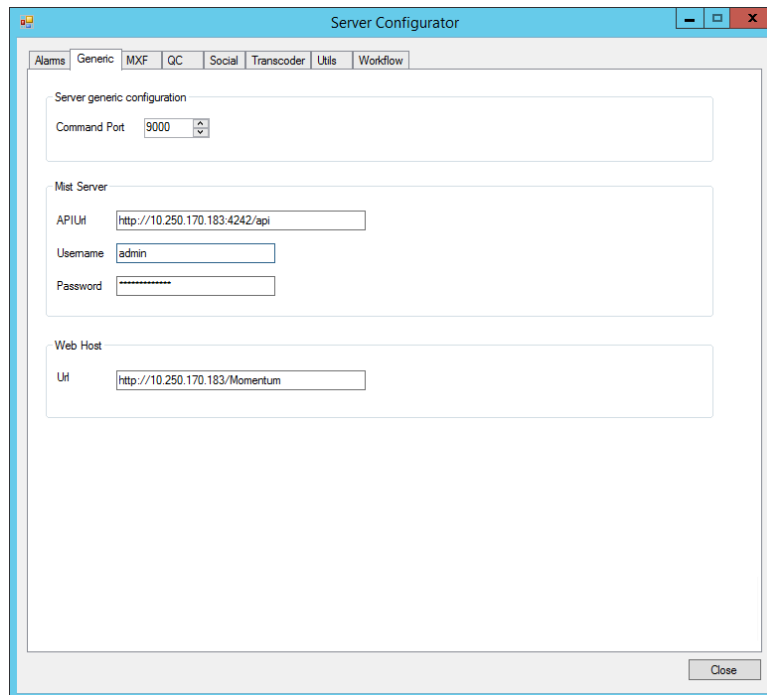 Server Configurator
Alarms Generic MXF QC Social Transcoder Utils Workflow
Server generic configuration
Command Port 9000
Mist Server
APIUrl http://10.250.170.183:4242/api
Username admin
Password *************
Web Host
Url http://10.250.170.183/Momentum
Close